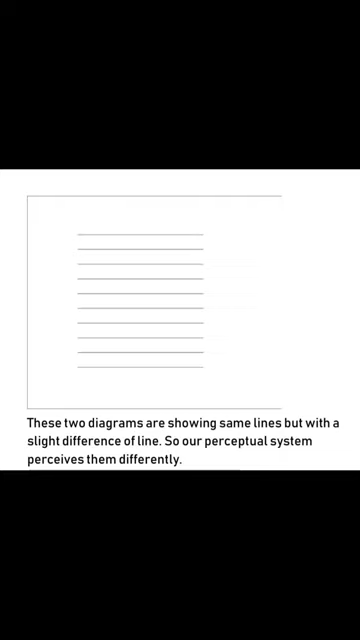 These two diagrams are showing same lines but with a
slight difference of line. So our perceptual system
perceives them differently.